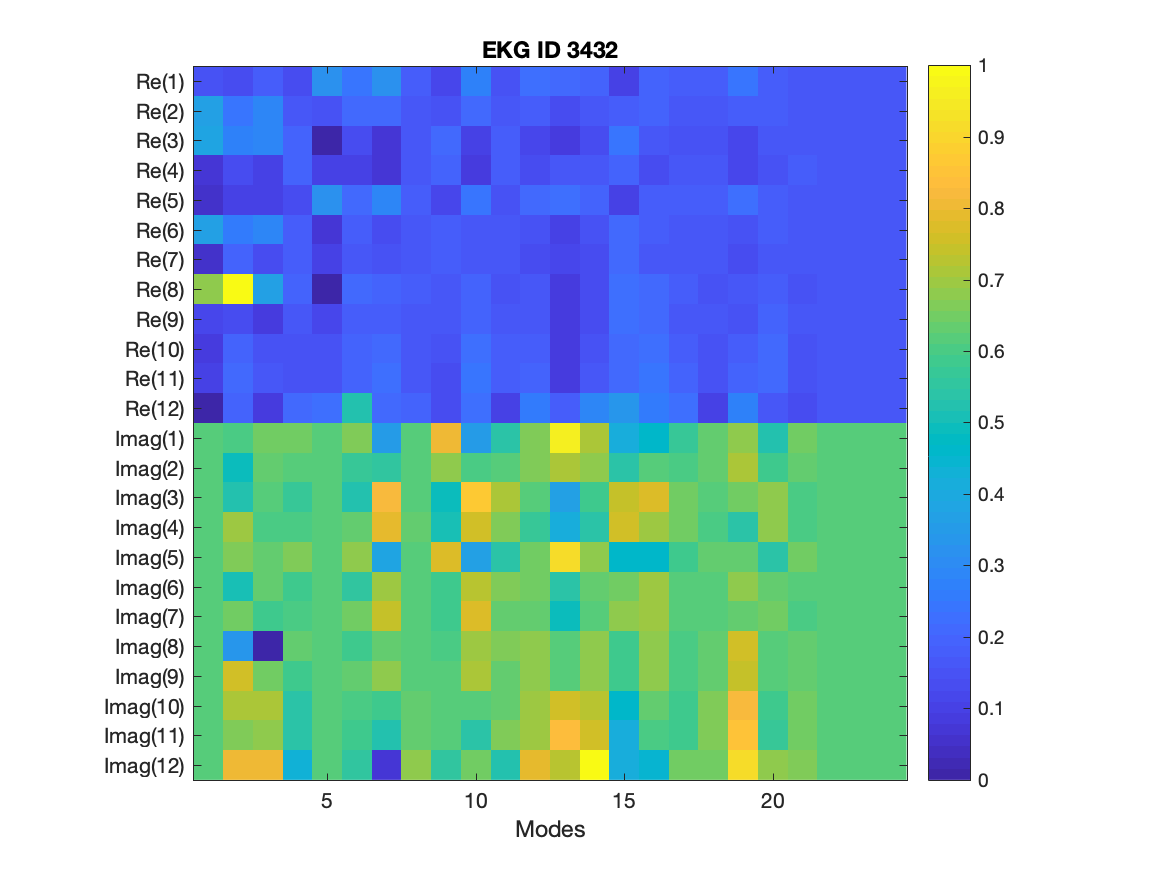 EKG ID 3432
Re(1)
Re(2)
Re(3)
Re(4)
Re(5)
Re(6)
Re(7)
Re(8)
Re(9)
Re(10)
Re(11)
Re(12)
Imag(1)
Imag(2)
Imag(3)
Imag(4)
Imag(5)
Imag(6)
Imag(7)
Imag(8)
Imag(9)
Imag(10)
Imag(11)
Imag(12)
5 10 15 20
Modes
1
0.9
0.8
0.7
0.6
0.5
0.4
0.3
0.2
0.1
0